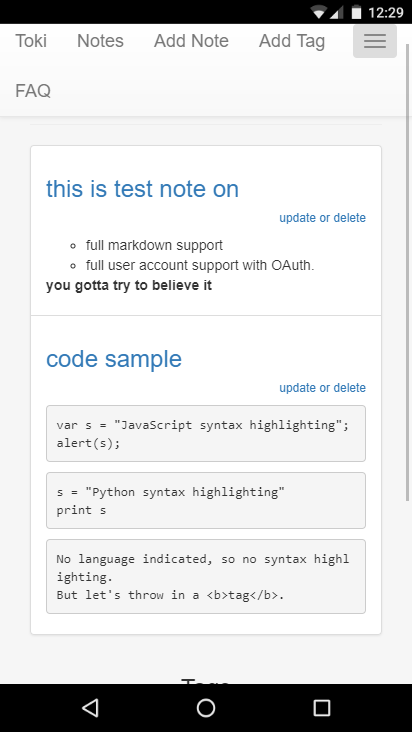 12:29
Toki Notes Add Note Add Tag
FAQ
this is test note on
update or delete
full markdown support
full user account support with OAuth.
you gotta try to believe it
code sample
update or delete
var s = "JavaScript syntax highlighting";
alert(s);
s = "Python syntax highlighting"
print s
No language indicated, so no syntax highl
ighting.
But let's throw in a <b>tag</b>.
Tags